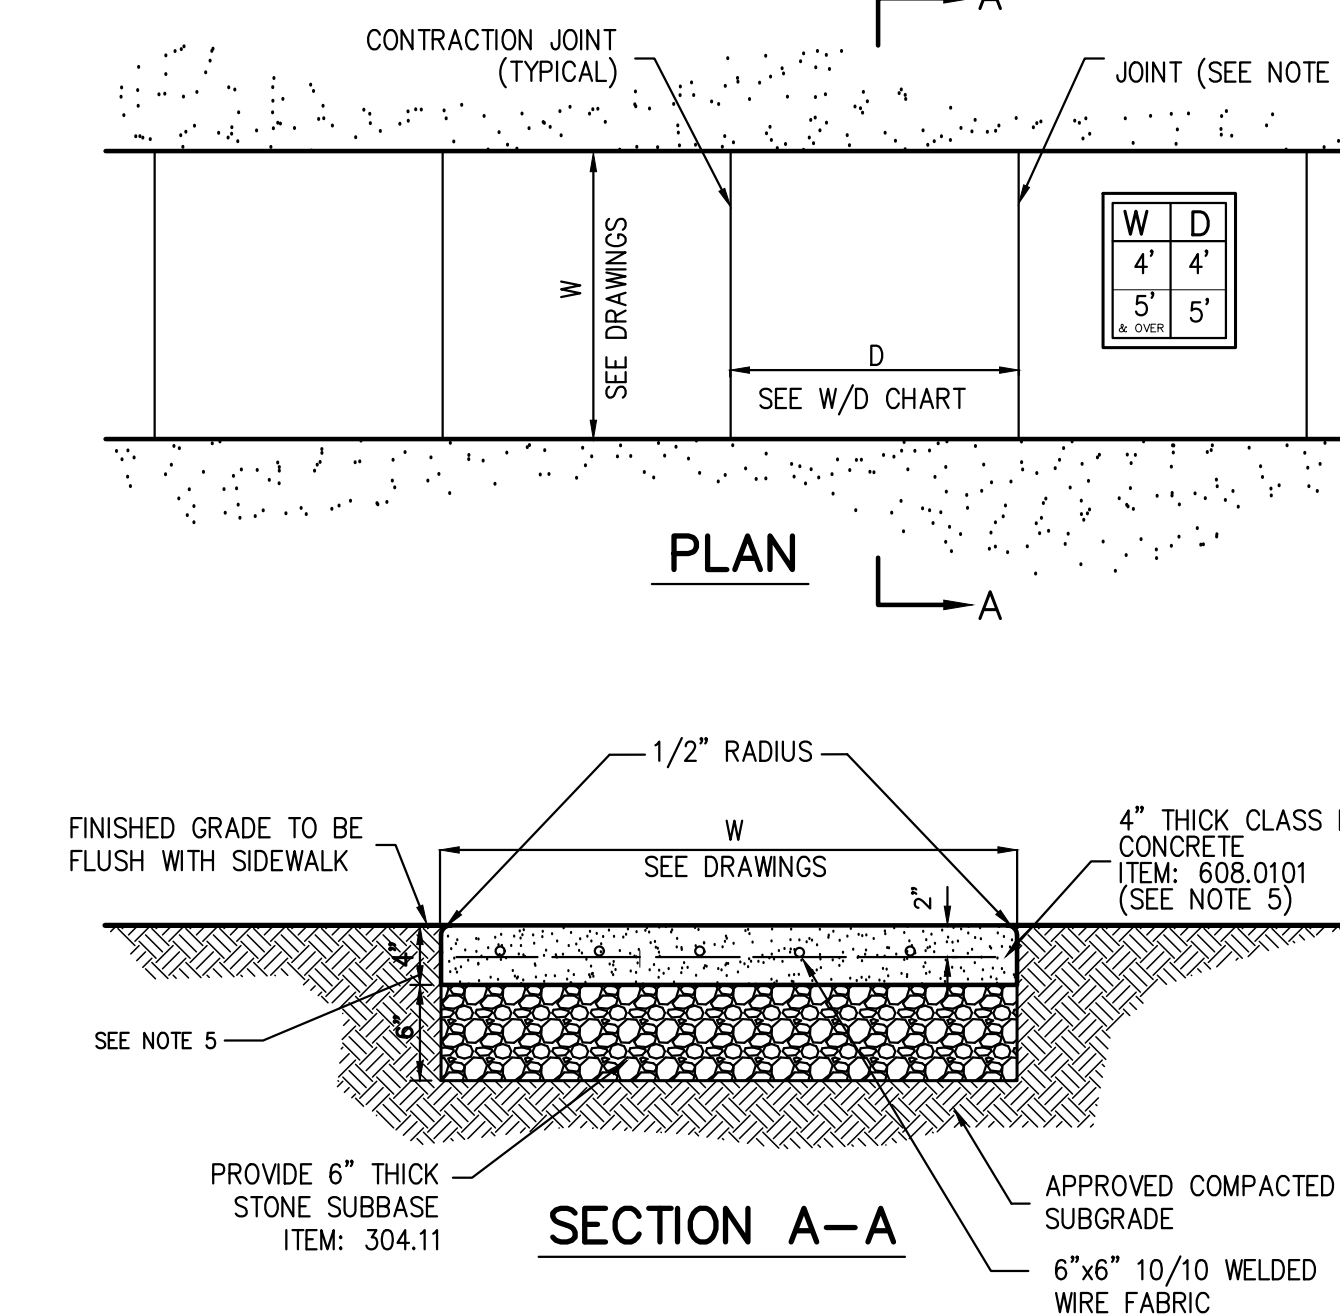 A
CONTRACTION JOINT
(TYPICAL)
JOINT (SEE NOTE
W
SEE DRAWINGS
W D
4' 4'
5' 5'
& OVER
D
SEE W/D CHART
PLAN
A
1/2" RADIUS
FINISHED GRADE TO BE
FLUSH WITH SIDEWALK
W
SEE DRAWINGS
2"
4" THICK CLASS
CONCRETE
ITEM: 608.0101
(SEE NOTE 5)
4"
6"
SEE NOTE 5
PROVIDE 6" THICK
STONE SUBBASE
ITEM: 304.11
SECTION A-A
APPROVED COMPACTED
SUBGRADE
6"x6" 10/10 WELDED
WIRE FABRIC